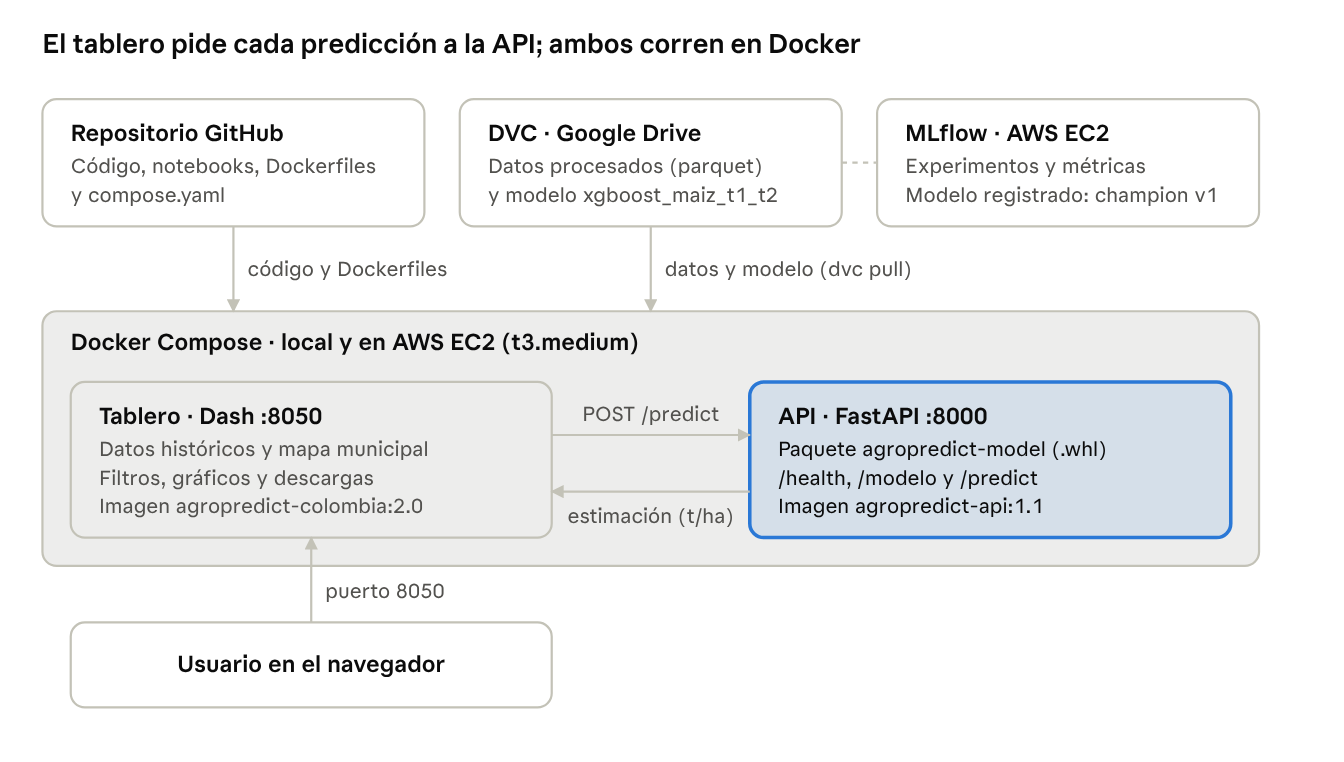 El tablero pide cada predicción a la API; ambos corren en Docker
Repositorio GitHub
Código, notebooks, Dockerfiles
y compose.yaml
DVC · Google Drive
Datos procesados (parquet)
y modelo xgboost_maiz_t1_t2
MLflow · AWS EC2
Experimentos y métricas
Modelo registrado: champion v1
código y Dockerfiles
datos y modelo (dvc pull)
Docker Compose · local y en AWS EC2 (t3.medium)
Tablero · Dash :8050
Datos históricos y mapa municipal
Filtros, gráficos y descargas
Imagen agropredict-colombia:2.0
POST /predict
estimación (t/ha)
API · FastAPI :8000
Paquete agropredict-model (.whl)
/health, /modelo y /predict
Imagen agropredict-api:1.1
puerto 8050
Usuario en el navegador